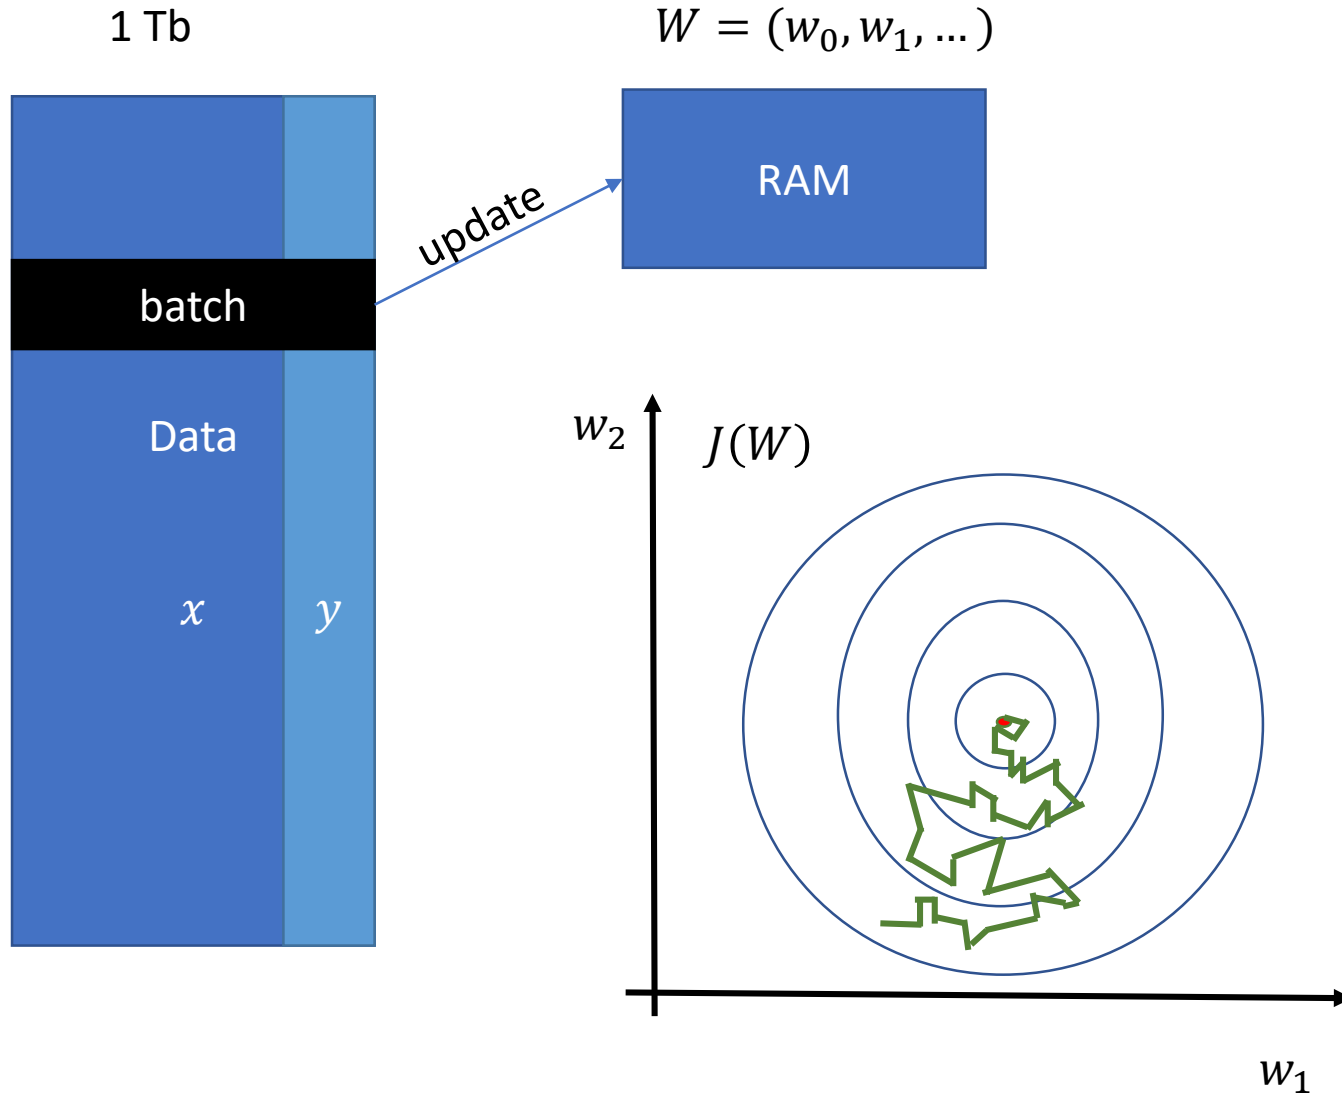 1 Tb
W = (w₀, w₁, … )
RAM
update
batch
Data
x
y
w₂
J(W)
w₁